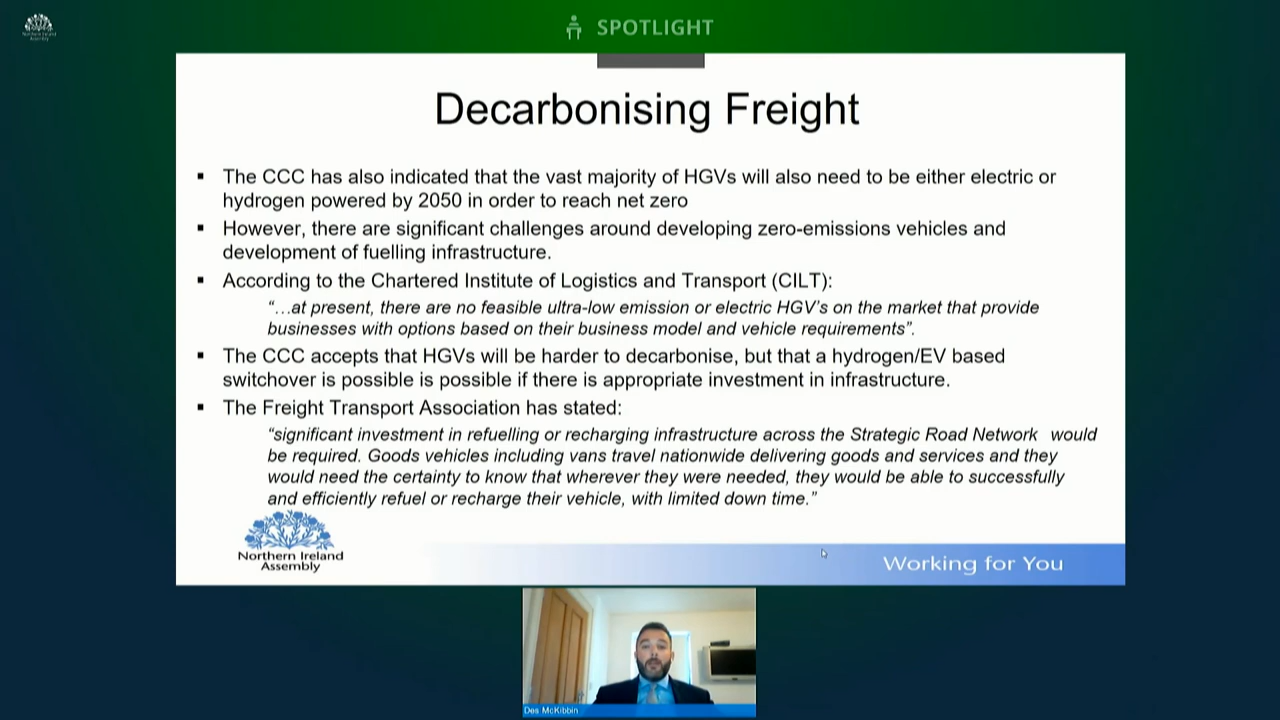 Northern Ireland
Assembly
SPOTLIGHT
Decarbonising Freight
▪ The CCC has also indicated that the vast majority of HGVs will also need to be either electric or
hydrogen powered by 2050 in order to reach net zero
▪ However, there are significant challenges around developing zero-emissions vehicles and
development of fuelling infrastructure.
▪ According to the Chartered Institute of Logistics and Transport (CILT):
“…at present, there are no feasible ultra-low emission or electric HGV’s on the market that provide
businesses with options based on their business model and vehicle requirements”.
▪ The CCC accepts that HGVs will be harder to decarbonise, but that a hydrogen/EV based
switchover is possible is possible if there is appropriate investment in infrastructure.
▪ The Freight Transport Association has stated:
“significant investment in refuelling or recharging infrastructure across the Strategic Road Network would
be required. Goods vehicles including vans travel nationwide delivering goods and services and they
would need the certainty to know that wherever they were needed, they would be able to successfully
and efficiently refuel or recharge their vehicle, with limited down time.”
Northern Ireland
Assembly
Working for You
Des McKibbin